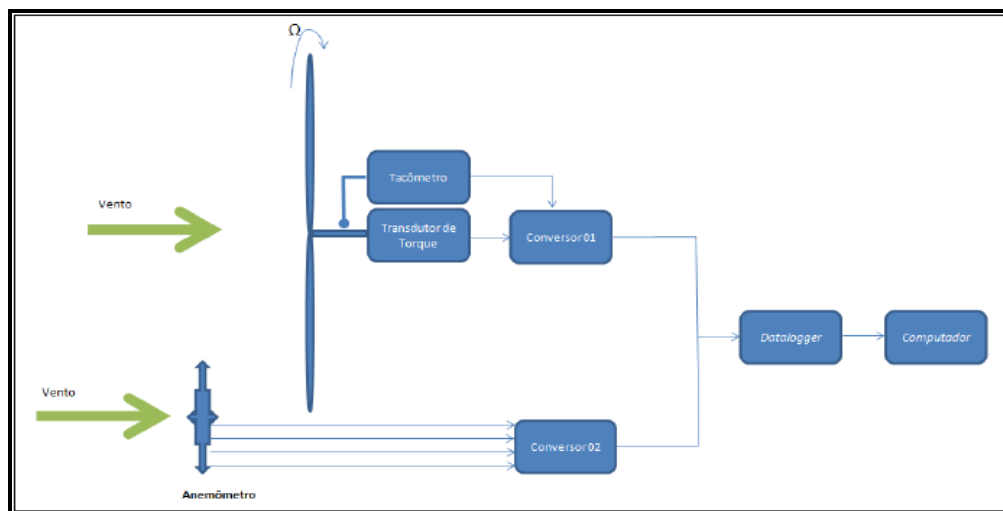 Ω
Vento
Tacômetro
Transdutor de
Torque
Conversor 01
Datalogger
Computador
Vento
Conversor 02
Anemômetro